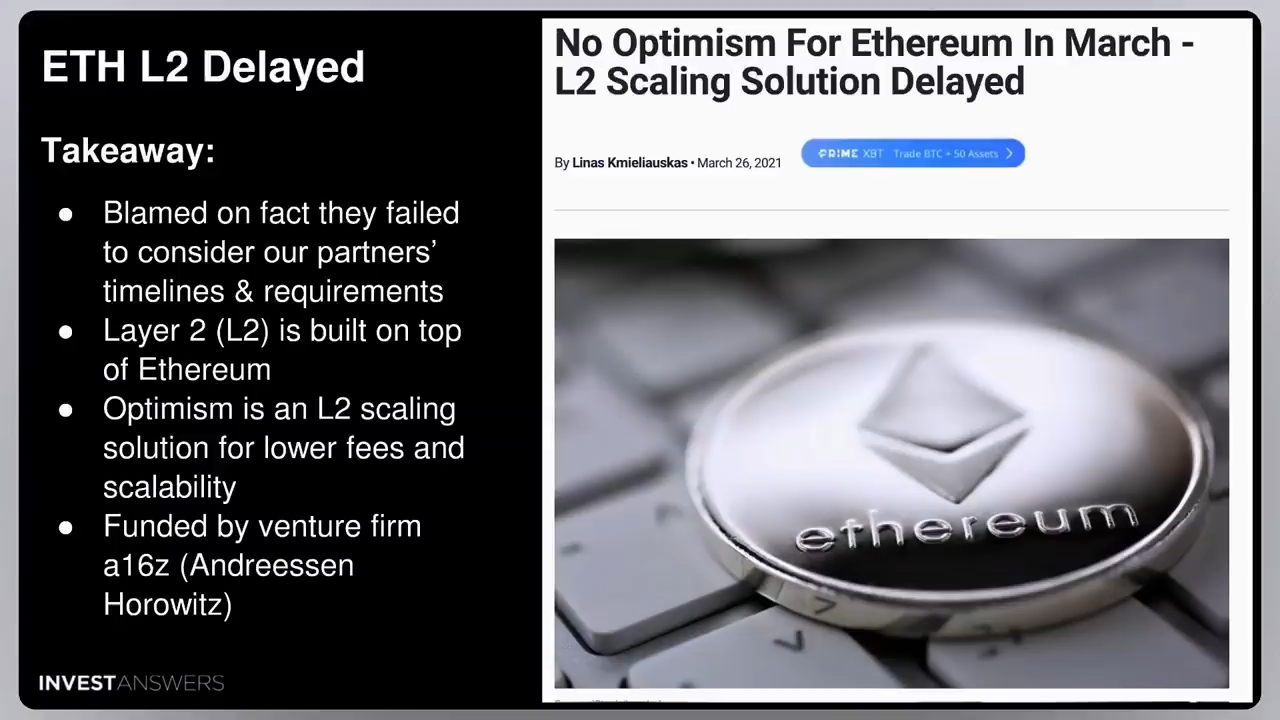 ETH L2 Delayed
Takeaway:
● Blamed on fact they failed
to consider our partners’
timelines & requirements
● Layer 2 (L2) is built on top
of Ethereum
● Optimism is an L2 scaling
solution for lower fees and
scalability
● Funded by venture firm
a16z (Andreessen
Horowitz)
INVESTANSWERS
No Optimism For Ethereum In March -
L2 Scaling Solution Delayed
By Linas Kmieliauskas • March 26, 2021
PRIME XBT Trade BTC + 50 Assets
ethereum